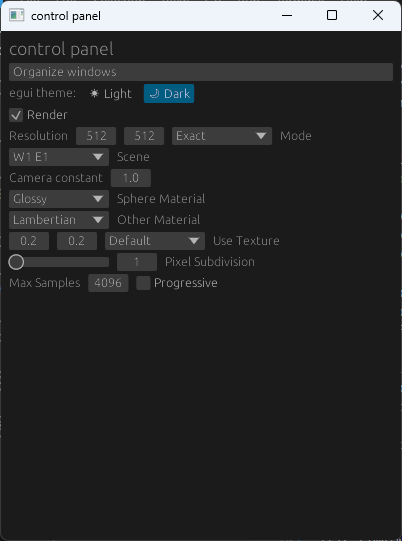 control panel
control panel
Organize windows
egui theme: Light Dark
Render
Resolution 512 512 Exact Mode
W1 E1 Scene
Camera constant 1.0
Glossy Sphere Material
Lambertian Other Material
0.2 0.2 Default Use Texture
1 Pixel Subdivision
Max Samples 4096 Progressive